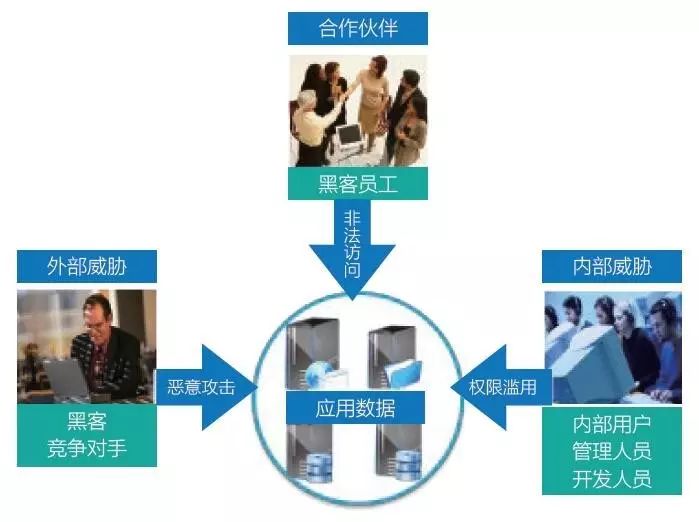 合作伙伴
黑客员工
非法访问
外部威胁
内部威胁
恶意攻击
应用数据
权限滥用
黑客
竞争对手
内部用户
管理人员
开发人员